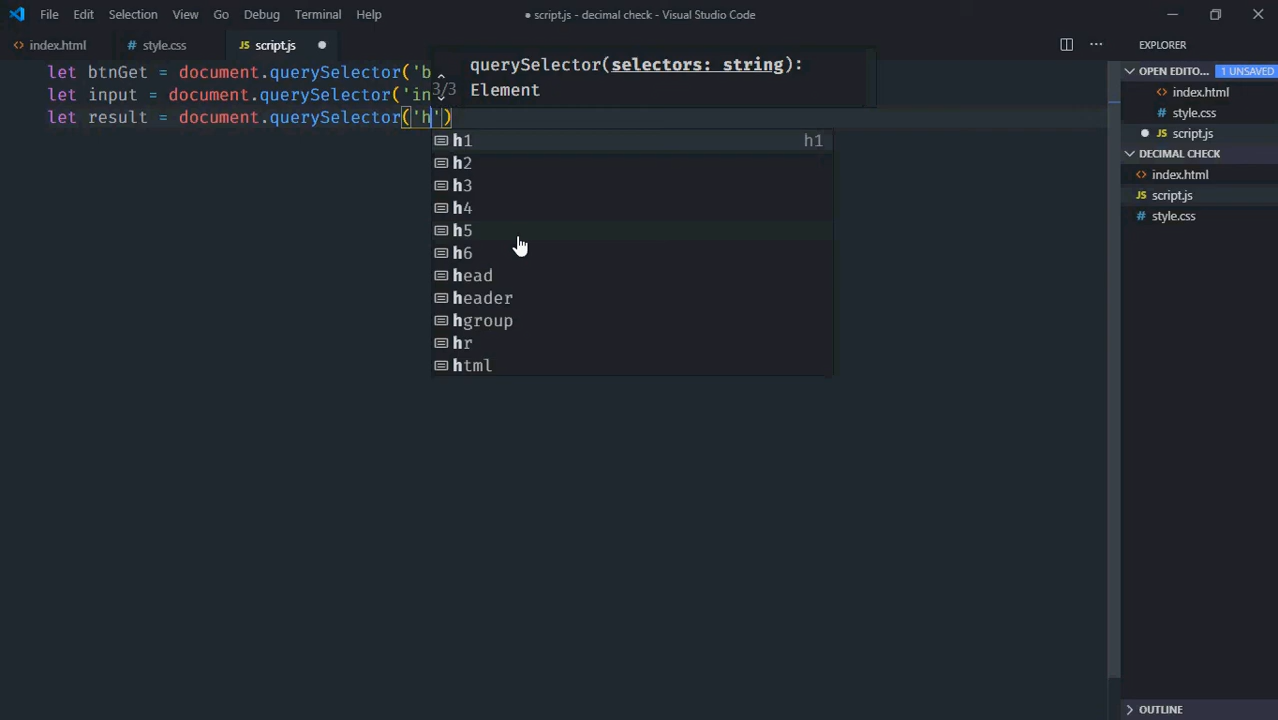 File Edit Selection View Go Debug Terminal Help
● script.js - decimal check - Visual Studio Code
<> index.html
# style.css
JS script.js ●
EXPLORER
let btnGet = document.querySelector('b
let input = document.querySelector('in
let result = document.querySelector('h')
3/3
querySelector(selectors: string):
Element
h1 h1
h2
h3
h4
h5
h6
head
header
hgroup
hr
html
OPEN EDITO... 1 UNSAVED
<> index.html
# style.css
● JS script.js
DECIMAL CHECK
<> index.html
JS script.js
# style.css
OUTLINE